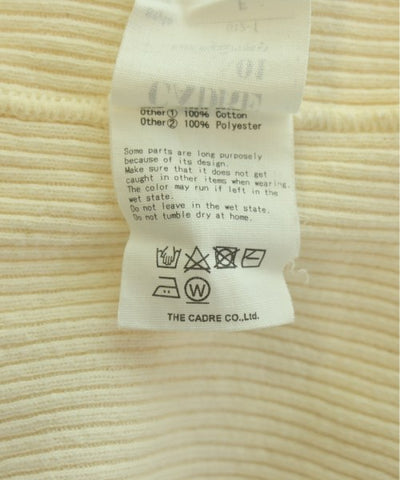 Other① 100% Cotton
Other② 100% Polyester
Some parts are long purposely
because of its design.
Make sure that it does not get
caught in other items when wearing.
The color may run if left in the
wet state.
Do not leave in the wet state.
Do not tumble dry at home.
W
THE CADRE CO.,Ltd.